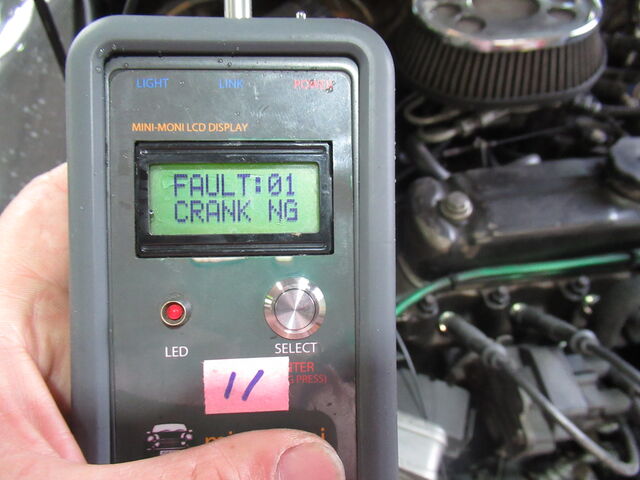 LIGHT LINK POWER
MINI-MONI LCD DISPLAY
FAULT:01
CRANK NG
LED
SELECT
11